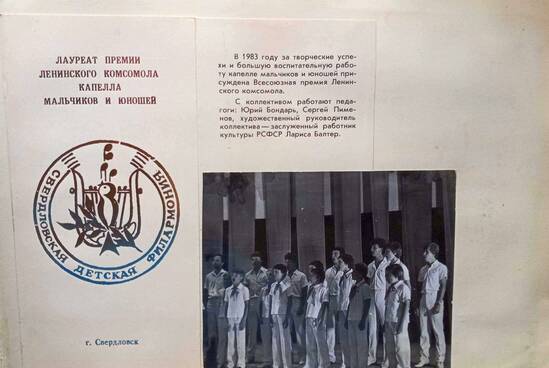 ЛАУРЕАТ ПРЕМИИ
ЛЕНИНСКОГО КОМСОМОЛА
КАПЕЛЛА
МАЛЬЧИКОВ И ЮНОШЕЙ
СВЕРДЛОВСКАЯ ДЕТСКАЯ ФИЛАРМОНИЯ
г. Свердловск
В 1983 году за творческие успе-
хи и большую воспитательную рабо-
ту капелле мальчиков и юношей при-
суждена Всесоюзная премия Ленин-
ского комсомола.
С коллективом работают педа-
гоги: Юрий Бондарь, Сергей Пиме-
нов, художественный руководитель
коллектива — заслуженный работник
культуры РСФСР Лариса Балтер.